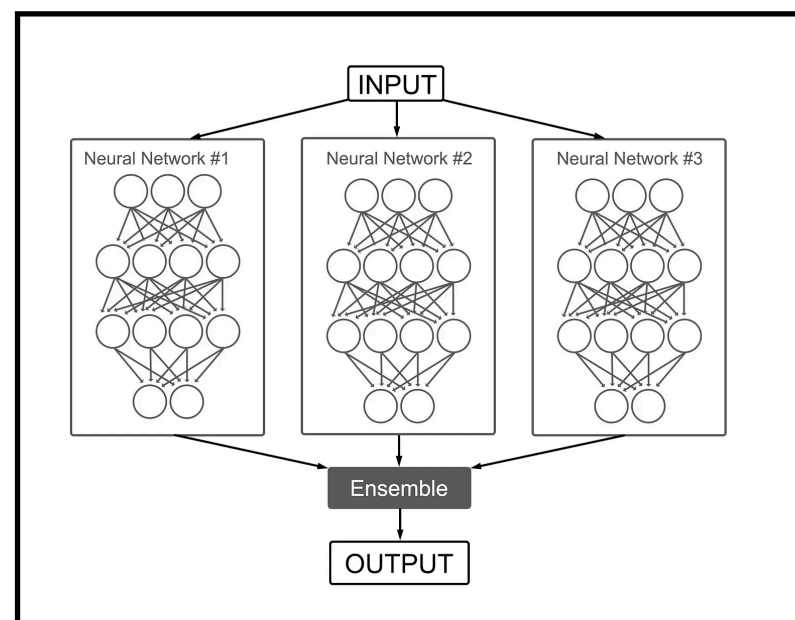 INPUT
Neural Network #1
Neural Network #2
Neural Network #3
Ensemble
OUTPUT